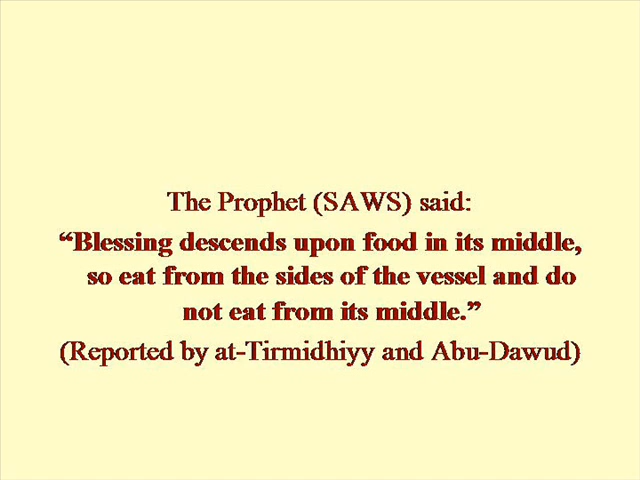 The Prophet (SAWS) said:
“Blessing descends upon food in its middle,
so eat from the sides of the vessel and do
not eat from its middle.”
(Reported by at-Tirmidhiyy and Abu-Dawud)